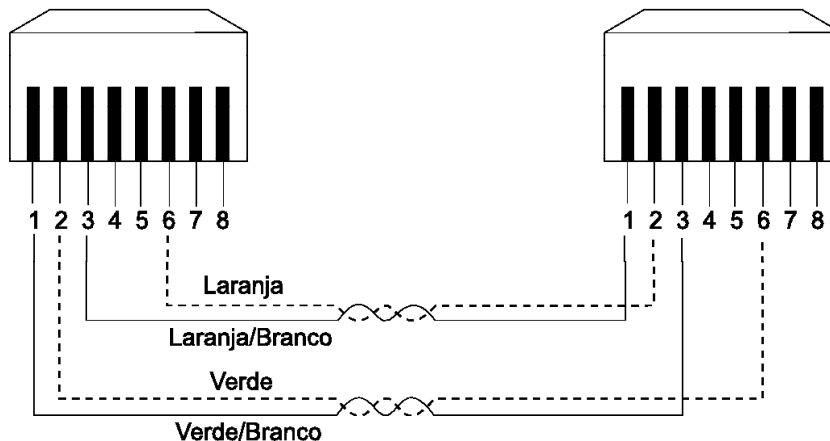 1 2 3 4 5 6 7 8
1 2 3 4 5 6 7 8
Laranja
Laranja/Branco
Verde
Verde/Branco